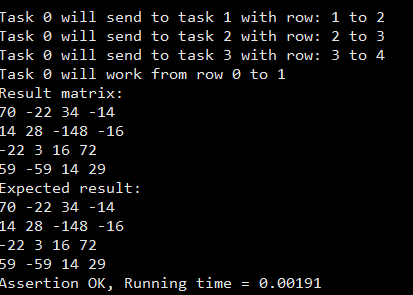 Task 0 will send to task 1 with row: 1 to 2
Task 0 will send to task 2 with row: 2 to 3
Task 0 will send to task 3 with row: 3 to 4
Task 0 will work from row 0 to 1
Result matrix:
70 -22 34 -14
14 28 -148 -16
-22 3 16 72
59 -59 14 29
Expected result:
70 -22 34 -14
14 28 -148 -16
-22 3 16 72
59 -59 14 29
Assertion OK, Running time = 0.00191